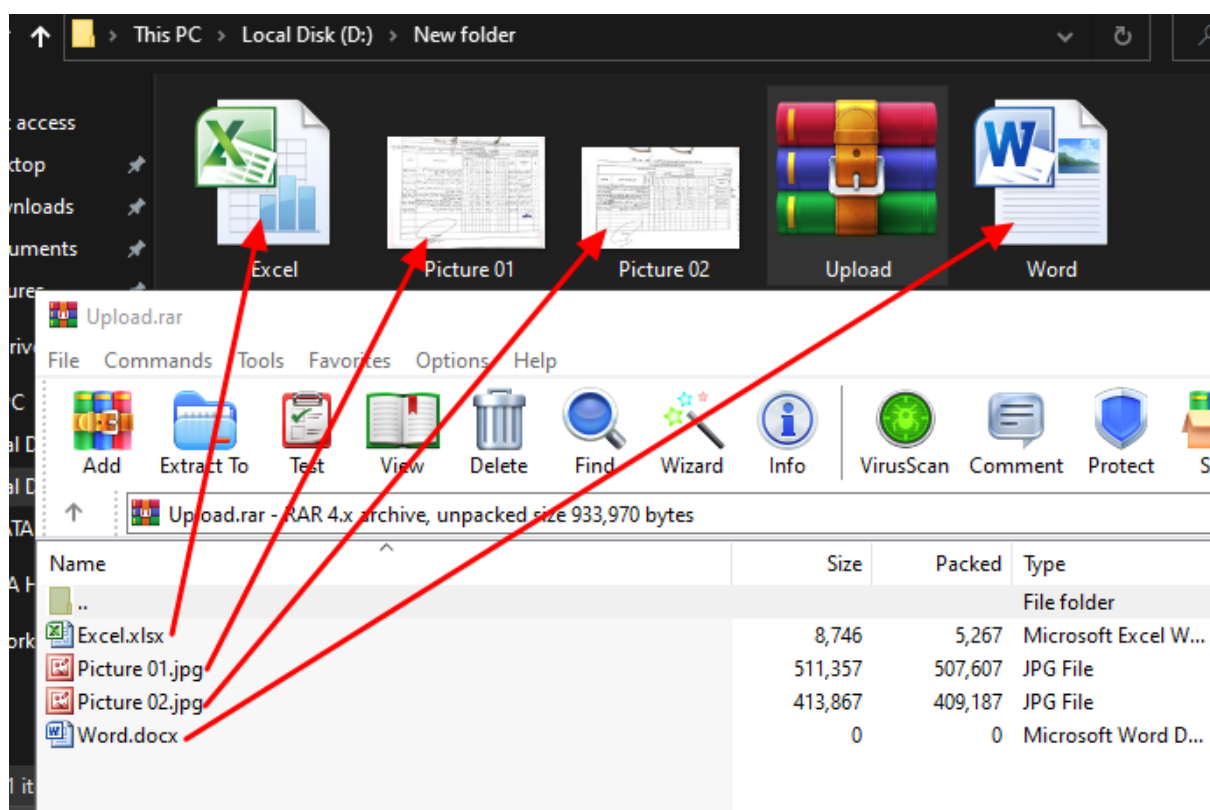 This PC > Local Disk (D:) > New folder
access
Excel
Picture 01
Picture 02
Upload
Word
Upload.rar
File Commands Tools Favorites Options Help
Add Extract To Test View Delete Find Wizard Info VirusScan Comment Protect
Upload.rar - RAR 4.x archive, unpacked size 933,970 bytes
Name Size Packed Type
.. File folder
Excel.xlsx 8,746 5,267 Microsoft Excel W...
Picture 01.jpg 511,357 507,607 JPG File
Picture 02.jpg 413,867 409,187 JPG File
Word.docx 0 0 Microsoft Word D...